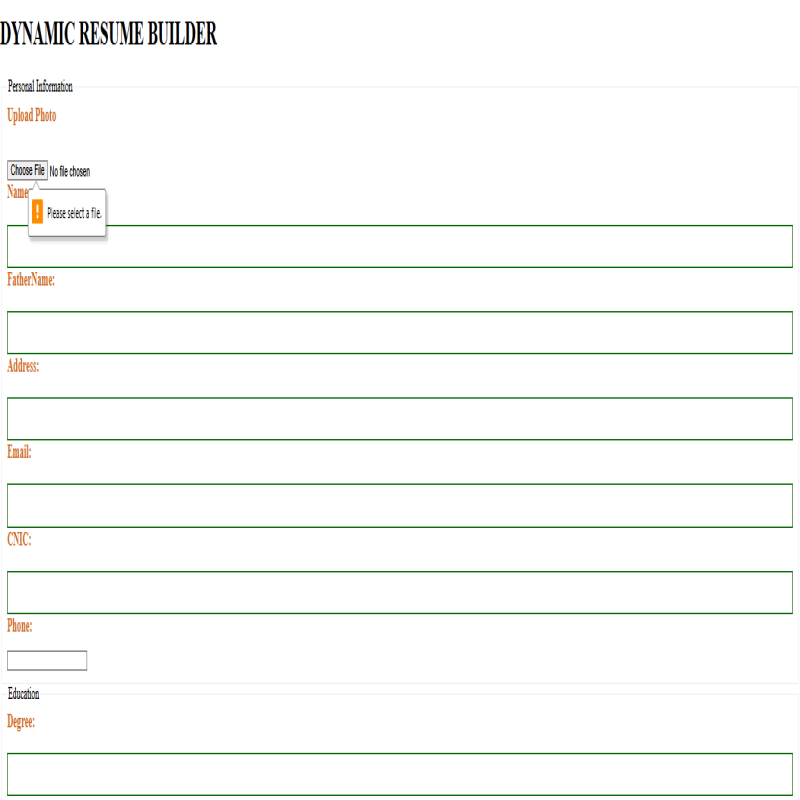 DYNAMIC RESUME BUILDER
Personal Information
Upload Photo
Choose File No file chosen
Name
! Please select a file.
FatherName:
Address:
Email:
CNIC:
Phone:
Education
Degree: